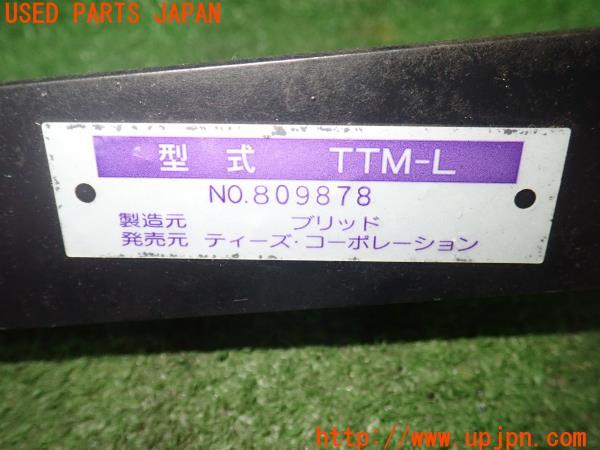 USED PARTS JAPAN
型式 TTM-L
NO.809878
製造元 ブリッド
発売元 ティーズ・コーポレーション
http://www.upjpn.com